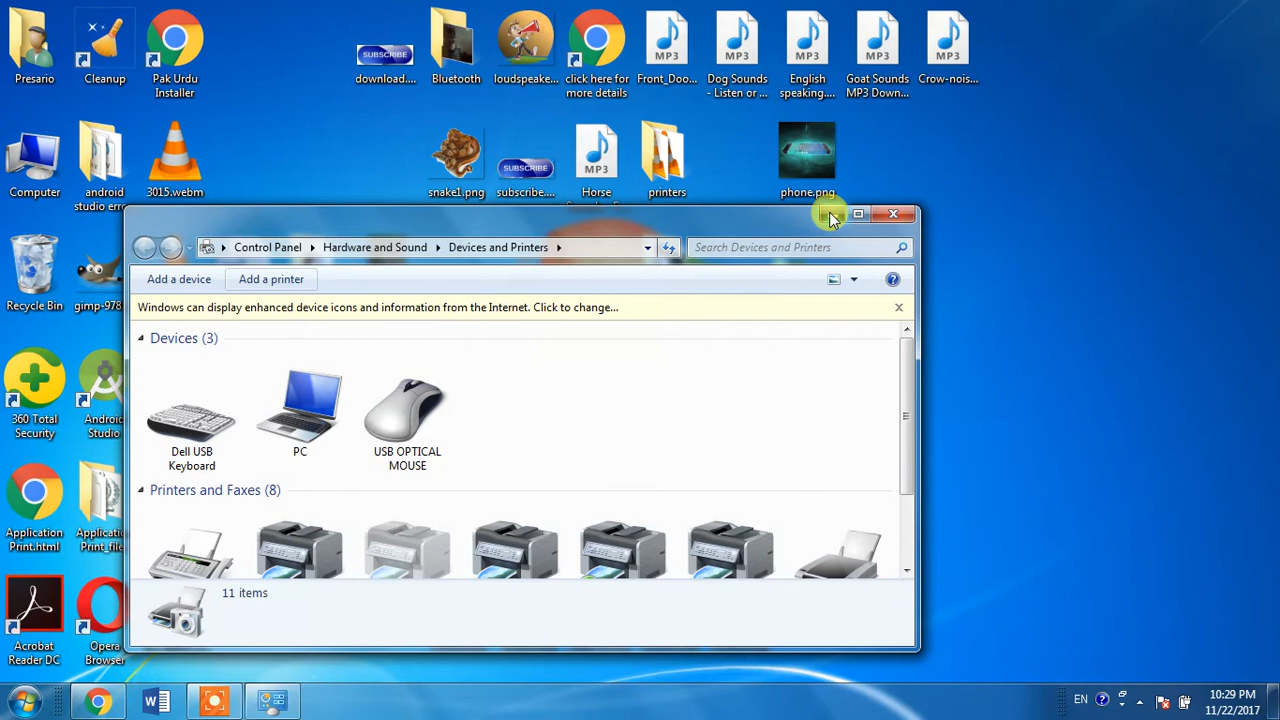 Presario
Cleanup
Pak Urdu
Installer
SUBSCRIBE
download....
Bluetooth
loudspeake...
click here for
more details
MP3
Front_Doo...
MP3
Dog Sounds
- Listen or ...
MP3
English
speaking....
MP3
Goat Sounds
MP3 Down...
MP3
Crow-nois...
Computer
android
studio erro
3015.webm
snake1.png
SUBSCRIBE
subscribe....
MP3
Horse
printers
phone.png
Recycle Bin
gimp-978
360 Total
Security
Android
Studio
Application
Print.html
Applicatio
Print_file
Acrobat
Reader DC
Opera
Browser
Control Panel
Hardware and Sound
Devices and Printers
Search Devices and Printers
Add a device
Add a printer
Windows can display enhanced device icons and information from the Internet. Click to change...
Devices (3)
Dell USB
Keyboard
PC
USB OPTICAL
MOUSE
Printers and Faxes (8)
11 items
EN
10:29 PM
11/22/2017